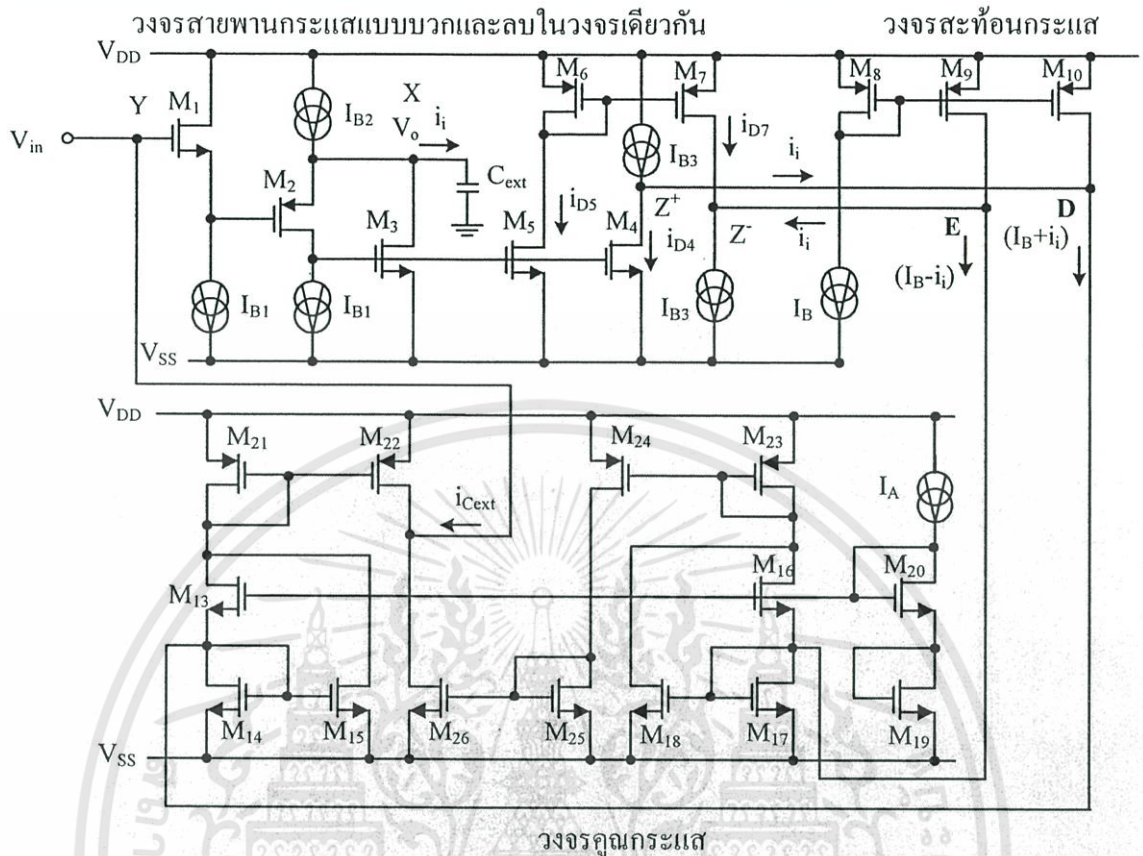 วงจรสายพานกระแสแบบบวกและลบในวงจรเดียวกัน
วงจรสะท้อนกระแส
V_DD
M_6
M_7
M_8
M_9
M_10
Y
M_1
I_B2
X
V_o
i_i
V_in
I_B3
i_D7
i_i
C_ext
M_2
M_3
i_D5
M_5
Z^+
M_4
i_D4
Z^-
i_i
E
D
(I_B+i_i)
(I_B-i_i)
I_B1
I_B1
I_B3
I_B
V_SS
V_DD
M_21
M_22
M_24
M_23
i_Cext
I_A
M_13
M_16
M_20
M_14
M_15
M_26
M_25
M_18
M_17
M_19
V_SS
วงจรคูณกระแส